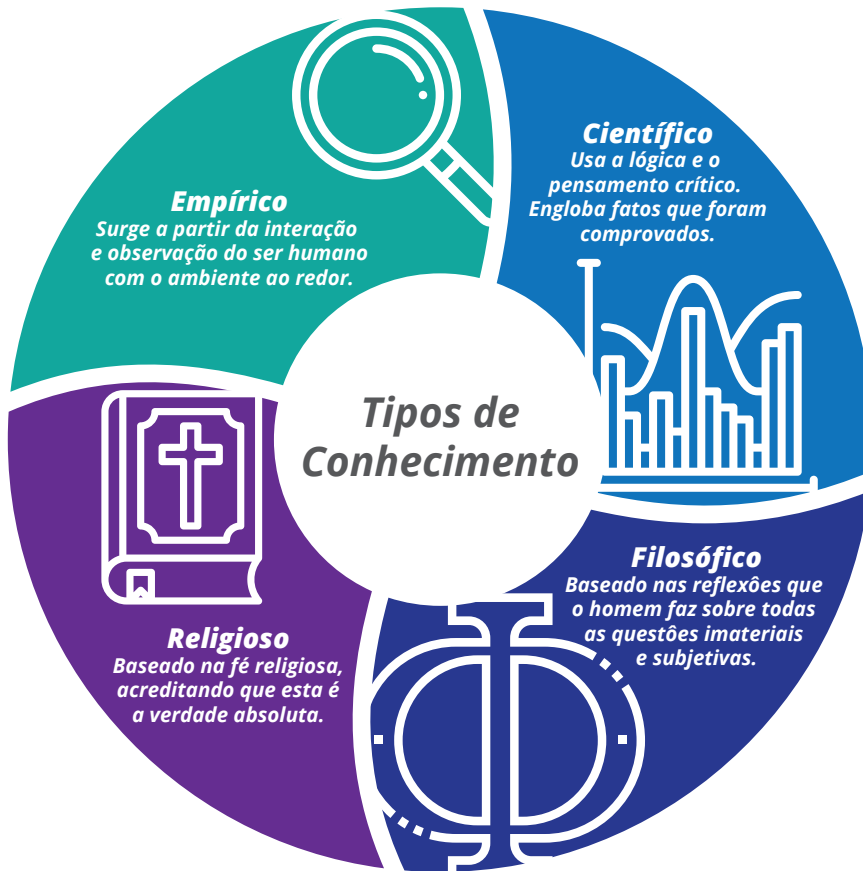 Empírico
Surge a partir da interação
e observação do ser humano
com o ambiente ao redor.
Científico
Usa a lógica e o
pensamento crítico.
Engloba fatos que foram
comprovados.
Tipos de
Conhecimento
Religioso
Baseado na fé religiosa,
acreditando que esta é
a verdade absoluta.
Filosófico
Baseado nas reflexôes que
o homem faz sobre todas
as questôes imateriais
e subjetivas.